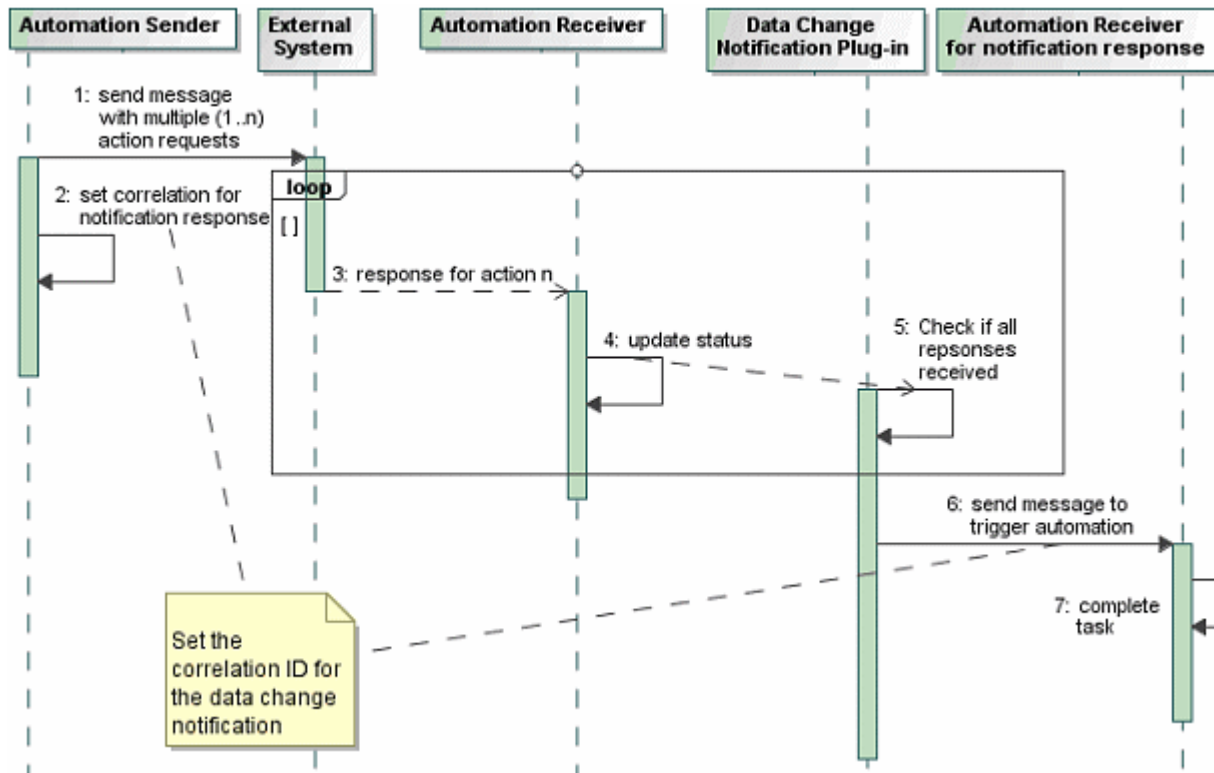 Automation Sender
External
System
Automation Receiver
Data Change
Notification Plug-in
Automation Receiver
for notification response
1: send message
with multiple (1..n)
action requests
loop
[ ]
2: set correlation for
notification response
3: response for action n
4: update status
5: Check if all
repsonses
received
6: send message to
trigger automation
7: complete
task
Set the
correlation ID for
the data change
notification